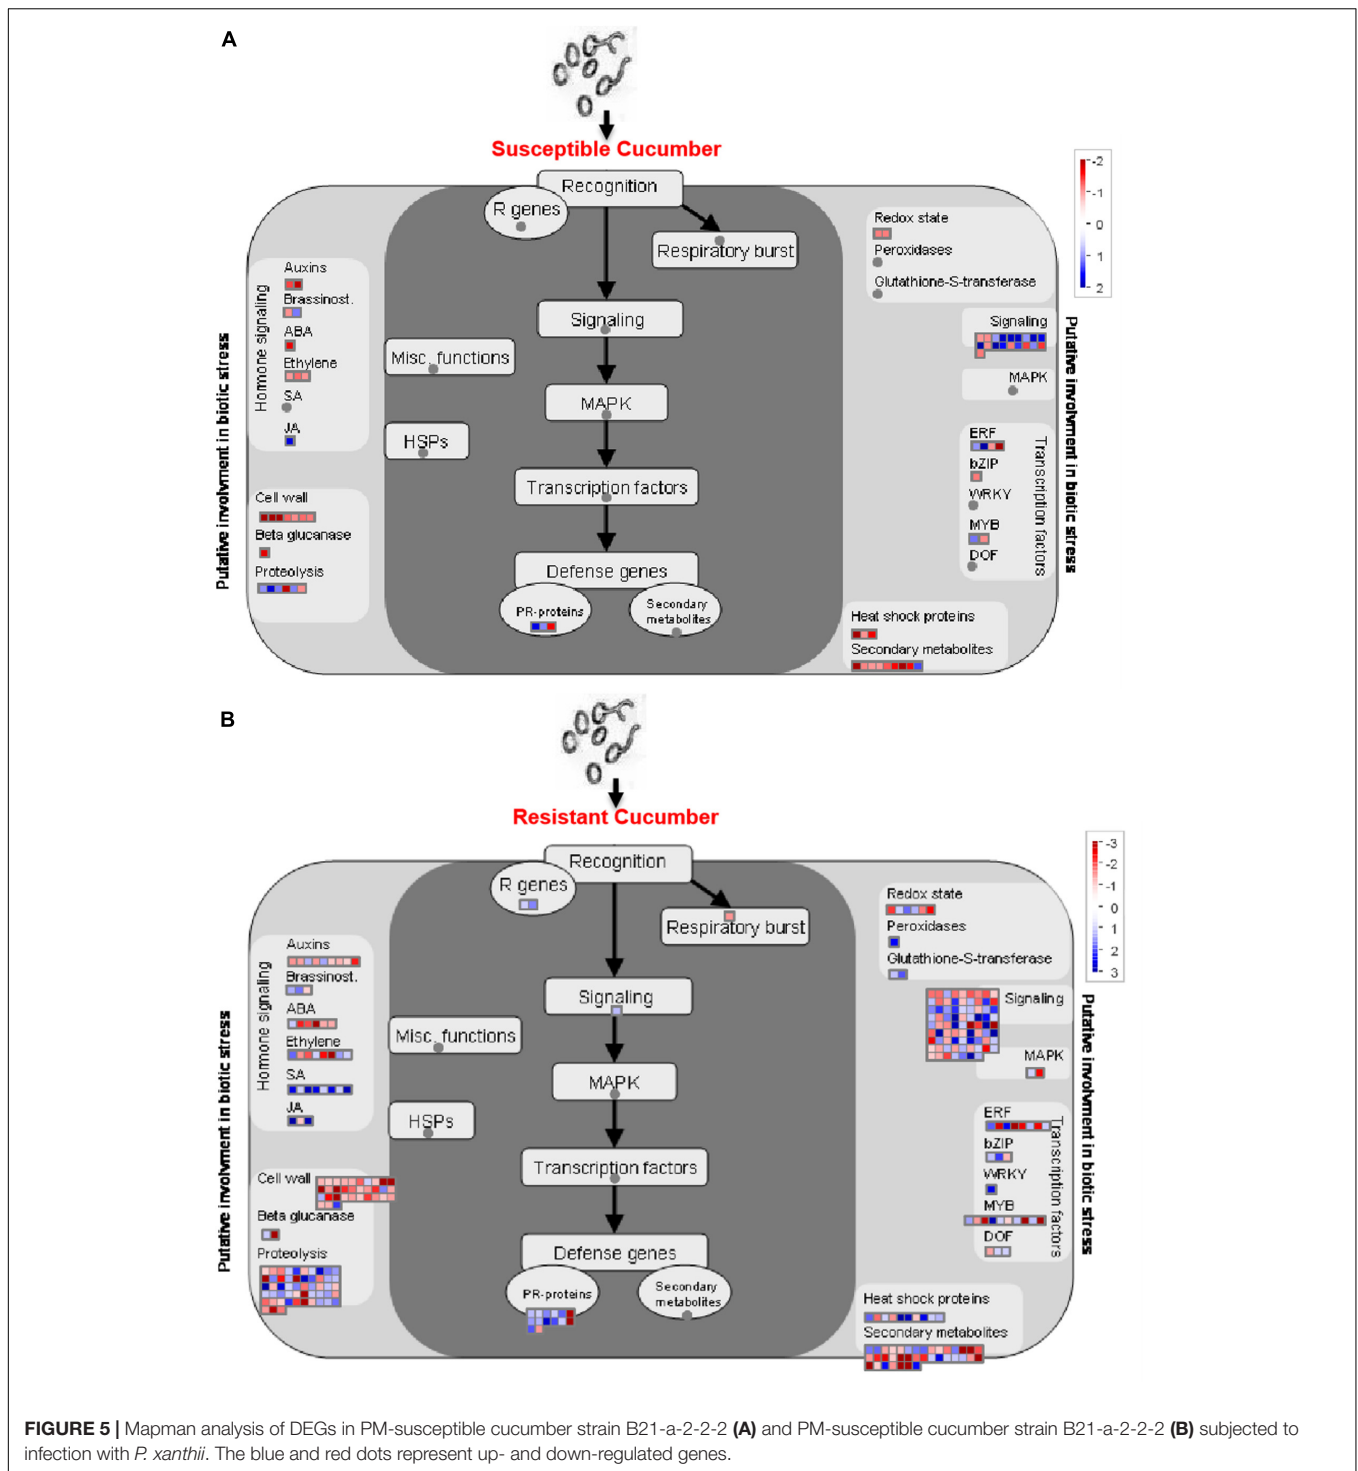 A
Susceptible Cucumber
Recognition
R genes
Respiratory burst
Signaling
Misc. functions
MAPK
HSPs
Transcription factors
Defense genes
PR-proteins
Secondary
metabolites
Putative involvment in biotic stress
Hormone signaling
Auxins
Brassinost.
ABA
Ethylene
SA
JA
Cell wall
Beta glucanase
Proteolysis
-2
-1
0
1
2
Redox state
Peroxidases
Glutathione-S-transferase
Signaling
MAPK
ERF
bZIP
WRKY
MYB
DOF
Transcription factors
Heat shock proteins
Secondary metabolites
Putative involvment in biotic stress
B
Resistant Cucumber
Recognition
R genes
Respiratory burst
Signaling
Misc. functions
MAPK
HSPs
Transcription factors
Defense genes
PR-proteins
Secondary
metabolites
Putative involvment in biotic stress
Hormone signaling
Auxins
Brassinost.
ABA
Ethylene
SA
JA
Cell wall
Beta glucanase
Proteolysis
-3
-2
-1
0
1
2
3
Redox state
Peroxidases
Glutathione-S-transferase
Signaling
MAPK
ERF
bZIP
WRKY
MYB
DOF
Transcription factors
Heat shock proteins
Secondary metabolites
Putative involvment in biotic stress
FIGURE 5 | Mapman analysis of DEGs in PM-susceptible cucumber strain B21-a-2-2-2 (A) and PM-susceptible cucumber strain B21-a-2-2-2 (B) subjected to
infection with P. xanthii. The blue and red dots represent up- and down-regulated genes.